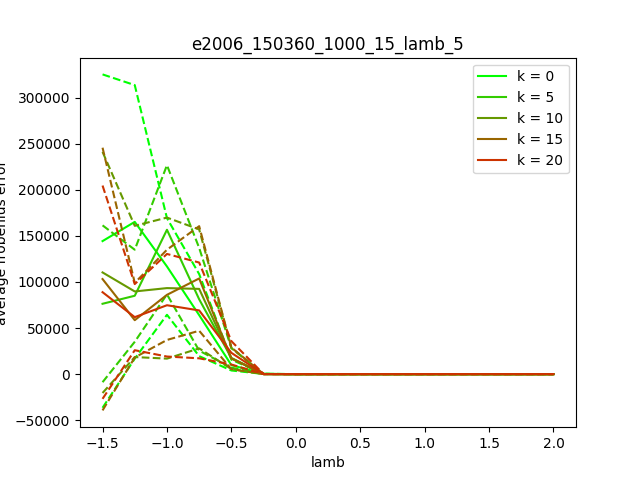 e2006_150360_1000_15_lamb_5
k = 0
k = 5
k = 10
k = 15
k = 20
300000
250000
200000
150000
100000
50000
0
−50000
average frobenius error
−1.5
−1.0
−0.5
0.0
0.5
1.0
1.5
2.0
lamb